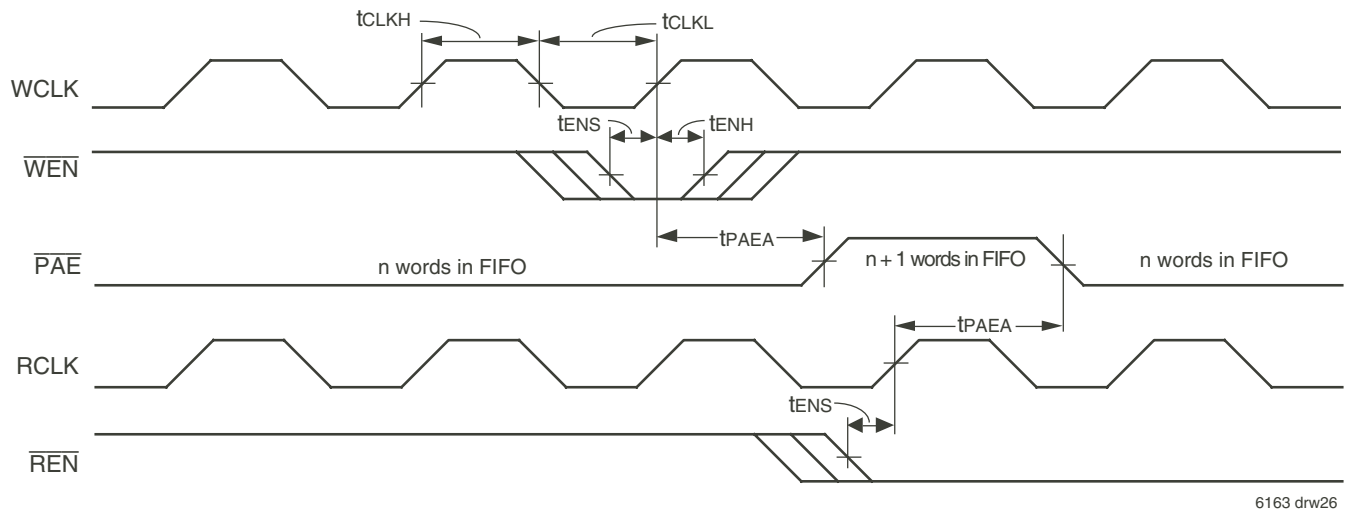 tCLKH
tCLKL
WCLK
tENS
tENH
WEN
tPAEA
PAE
n words in FIFO
n + 1 words in FIFO
n words in FIFO
tPAEA
RCLK
tENS
REN
6163 drw26